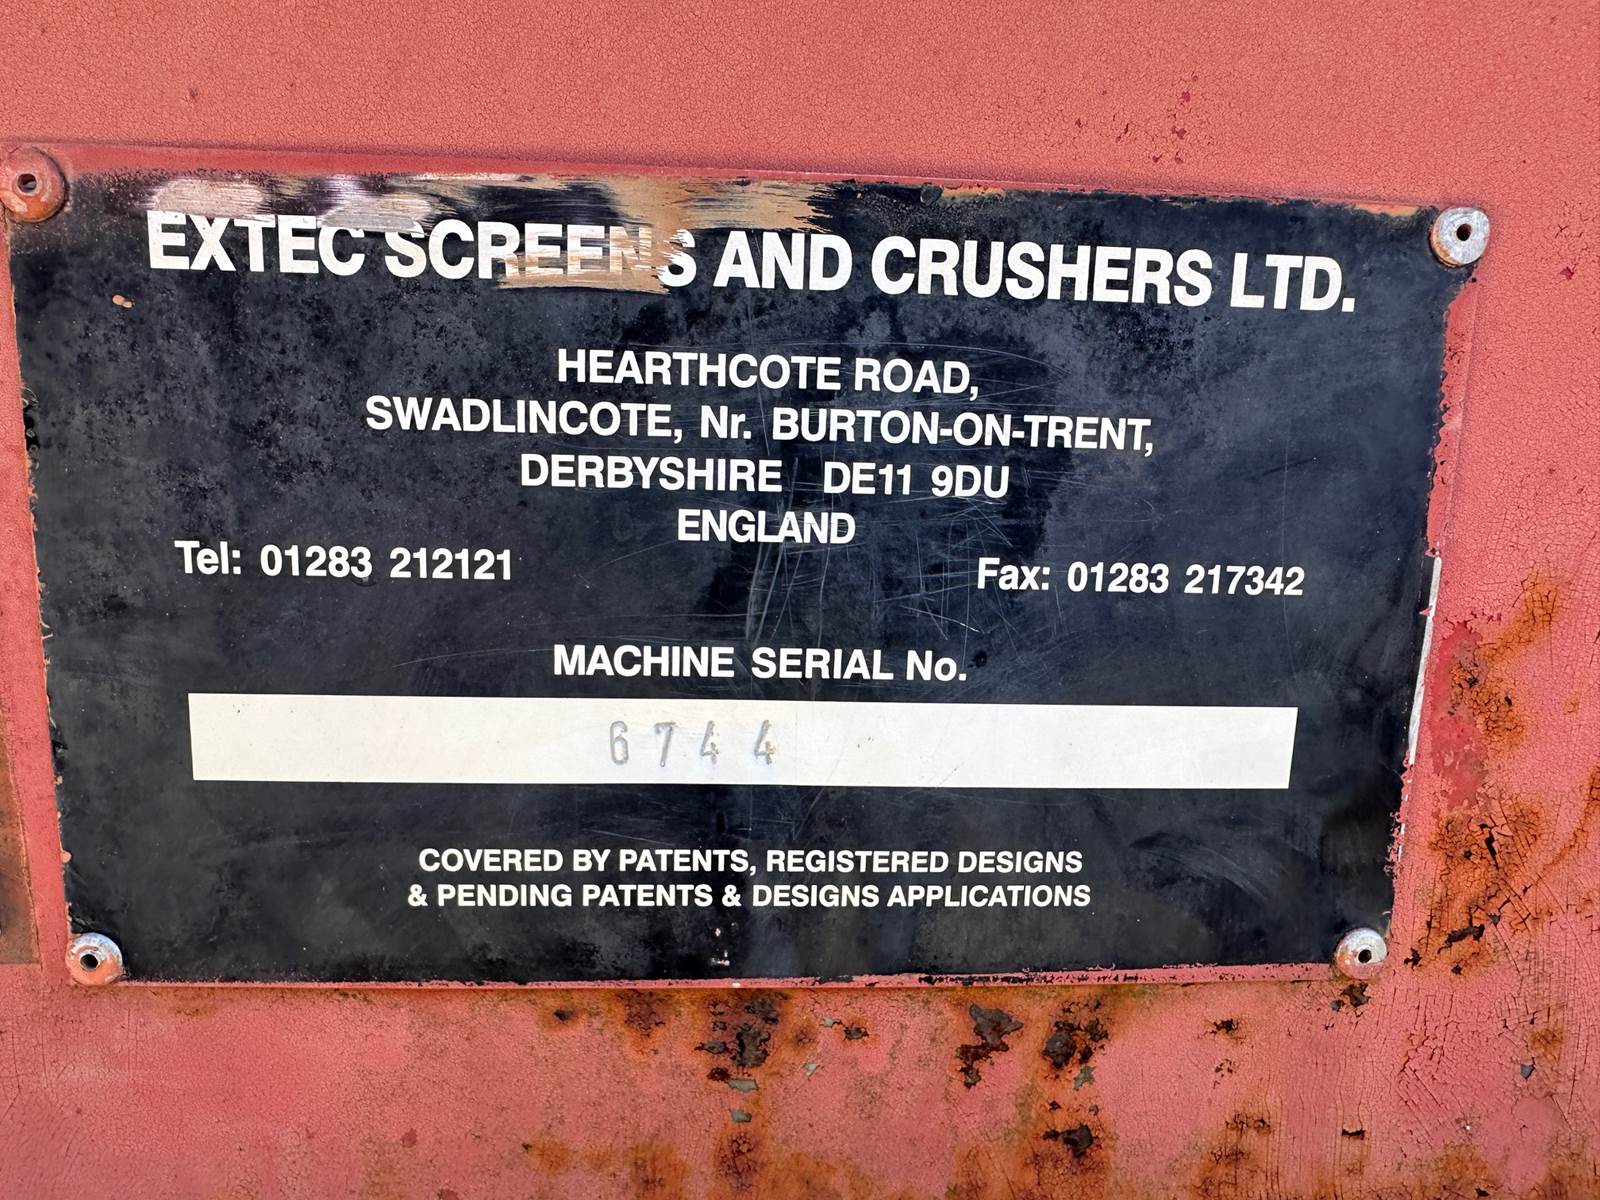 EXTEC SCREENS AND CRUSHERS LTD.
HEARTHCOTE ROAD,
SWADLINCOTE, Nr. BURTON-ON-TRENT,
DERBYSHIRE DE11 9DU
ENGLAND
Tel: 01283 212121 Fax: 01283 217342
MACHINE SERIAL No.
6744
COVERED BY PATENTS, REGISTERED DESIGNS
& PENDING PATENTS & DESIGNS APPLICATIONS